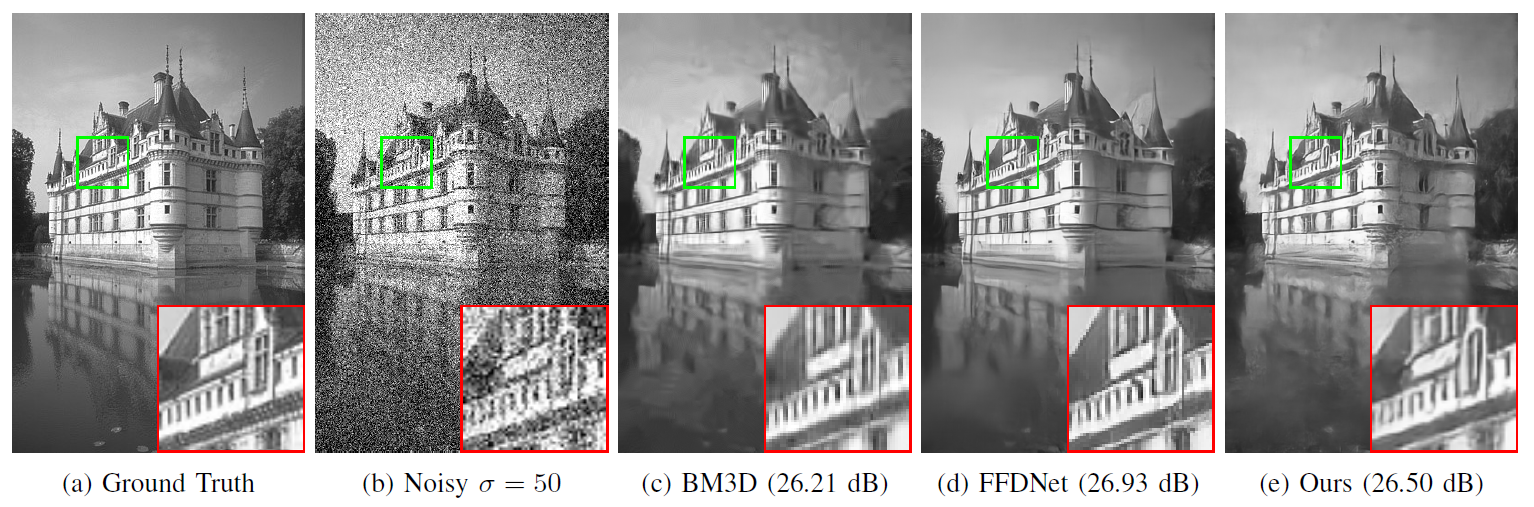 (a) Ground Truth
(b) Noisy σ = 50
(c) BM3D (26.21 dB)
(d) FFDNet (26.93 dB)
(e) Ours (26.50 dB)